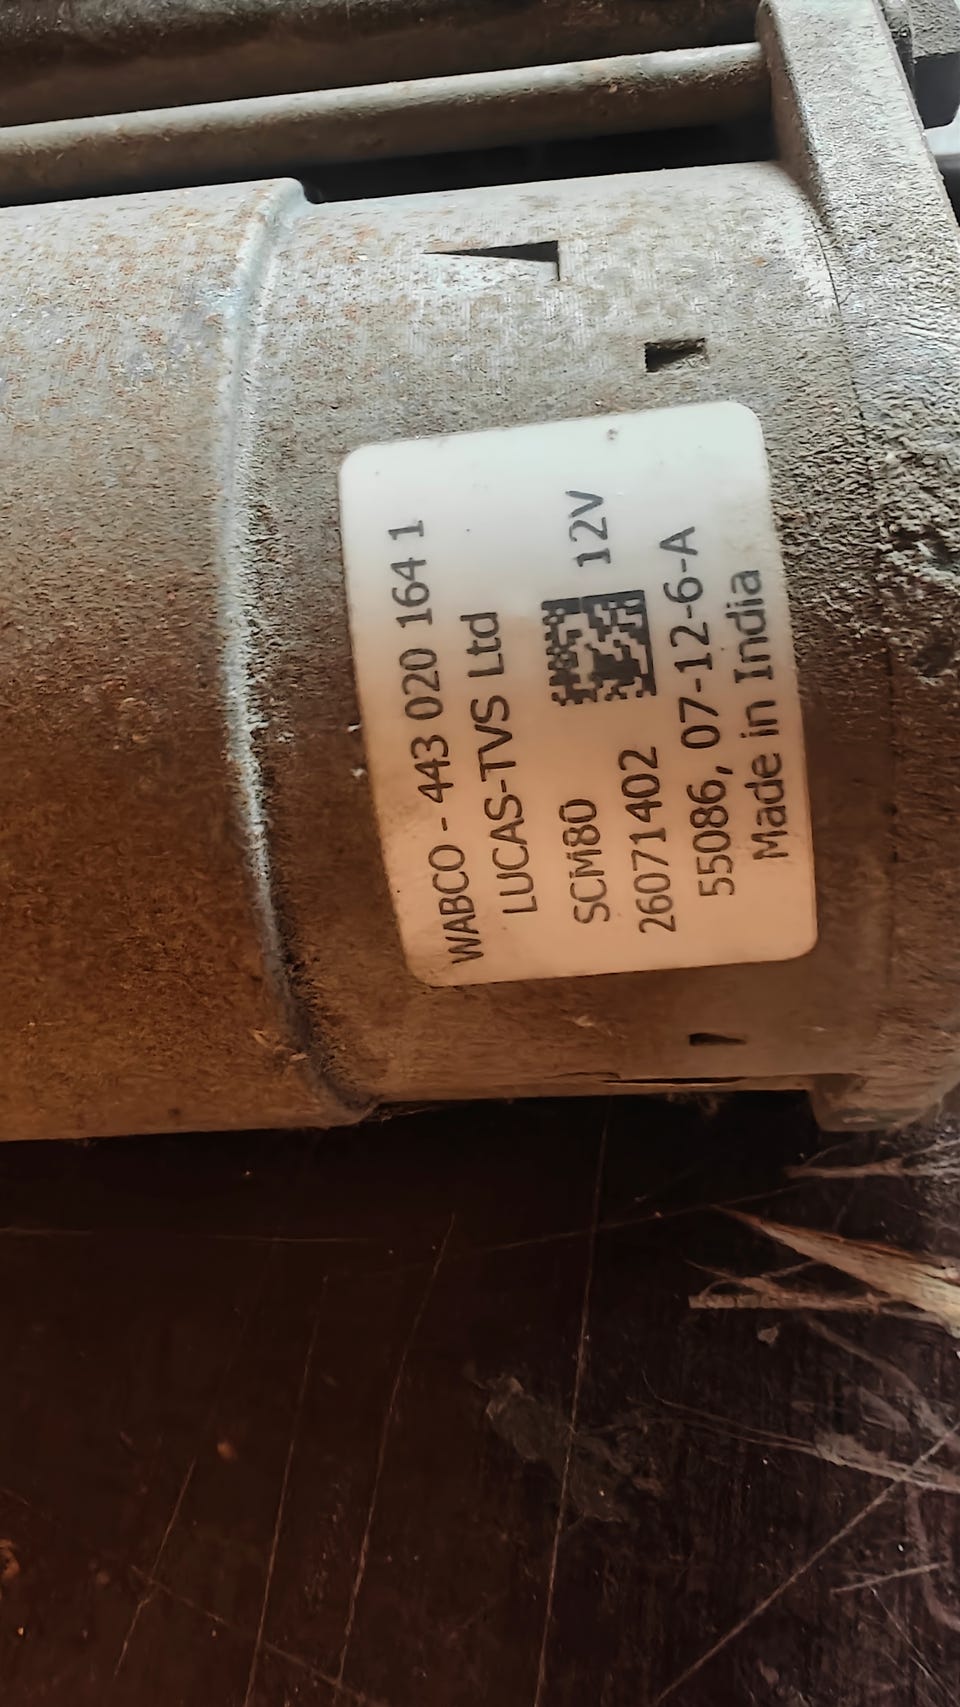 WABCO - 443 020 164 1
LUCAS-TVS Ltd
SCM80 12V
26071402
55086, 07-12-6-A
Made in India